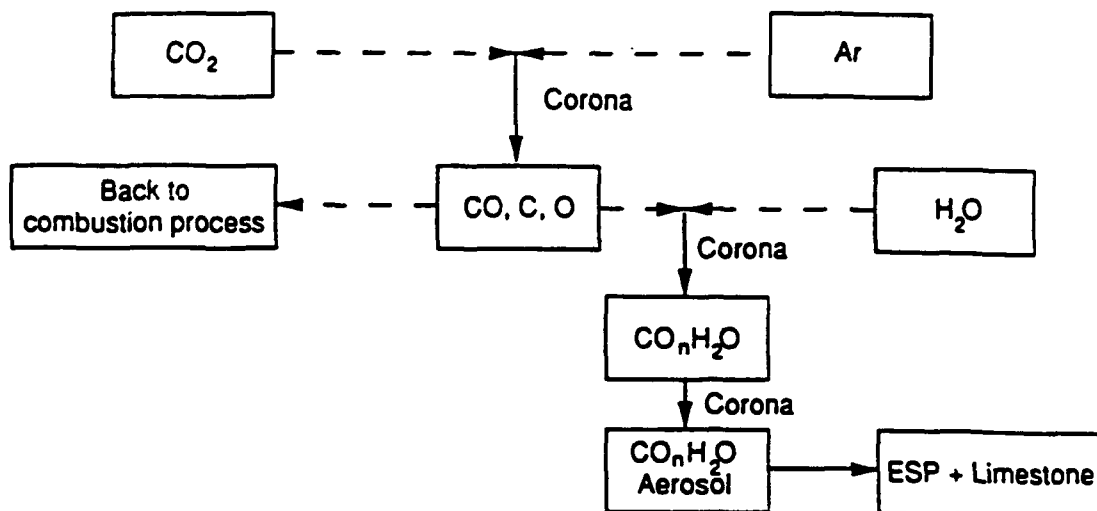 CO₂
Ar
Corona
Back to
combustion process
CO, C, O
H₂O
Corona
COₙH₂O
Corona
COₙH₂O
Aerosol
ESP + Limestone